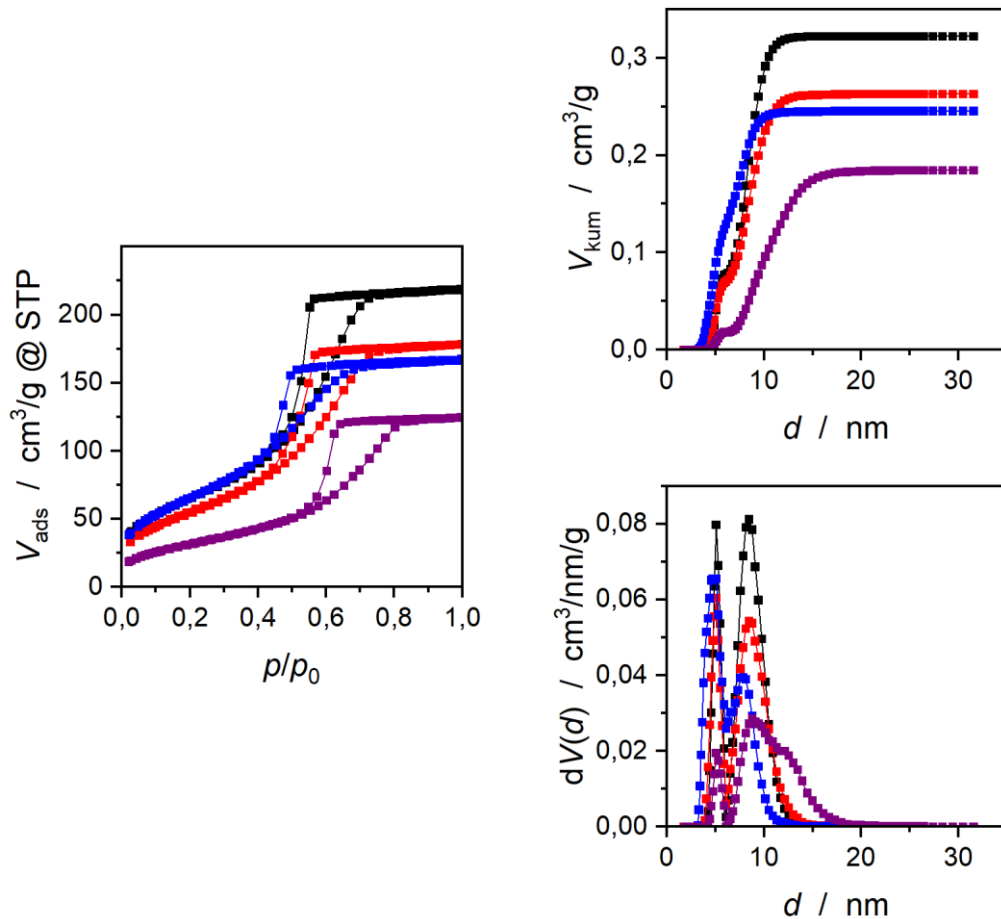 V_ads / cm³/g @ STP
200
150
100
50
0
0,0 0,2 0,4 0,6 0,8 1,0
p/p₀
V_kum / cm³/g
0,3
0,2
0,1
0,0
0 10 20 30
d / nm
dV(d) / cm³/nm/g
0,08
0,06
0,04
0,02
0,00
0 10 20 30
d / nm